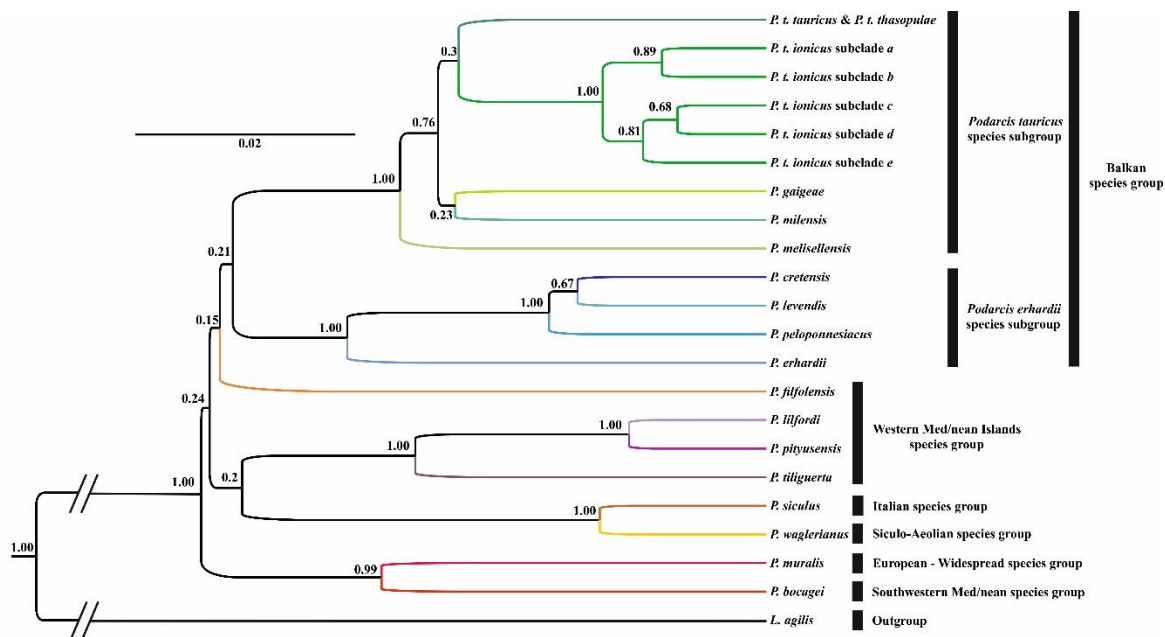 P. t. tauricus & P. t. thasopulae
0.3
0.89
P. t. ionicus subclade a
P. t. ionicus subclade b
1.00
P. t. ionicus subclade c
0.68
0.76
0.81
P. t. ionicus subclade d
0.02
P. t. ionicus subclade e
Podarcis tauricus
species subgroup
Balkan
species group
1.00
P. gaigeae
0.23
P. milensis
P. melisellensis
0.21
P. cretensis
0.67
1.00
P. levendis
0.15
1.00
P. peloponnesiacus
Podarcis erhardii
species subgroup
P. erhardii
P. filfolensis
0.24
P. lilfordi
1.00
1.00
P. pityusensis
Western Med/nean Islands
species group
0.2
P. tiliguerta
1.00
P. siculus
Italian species group
1.00
P. waglerianus
Siculo-Aeolian species group
1.00
0.99
P. muralis
European - Widespread species group
P. bocagei
Southwestern Med/nean species group
L. agilis
Outgroup